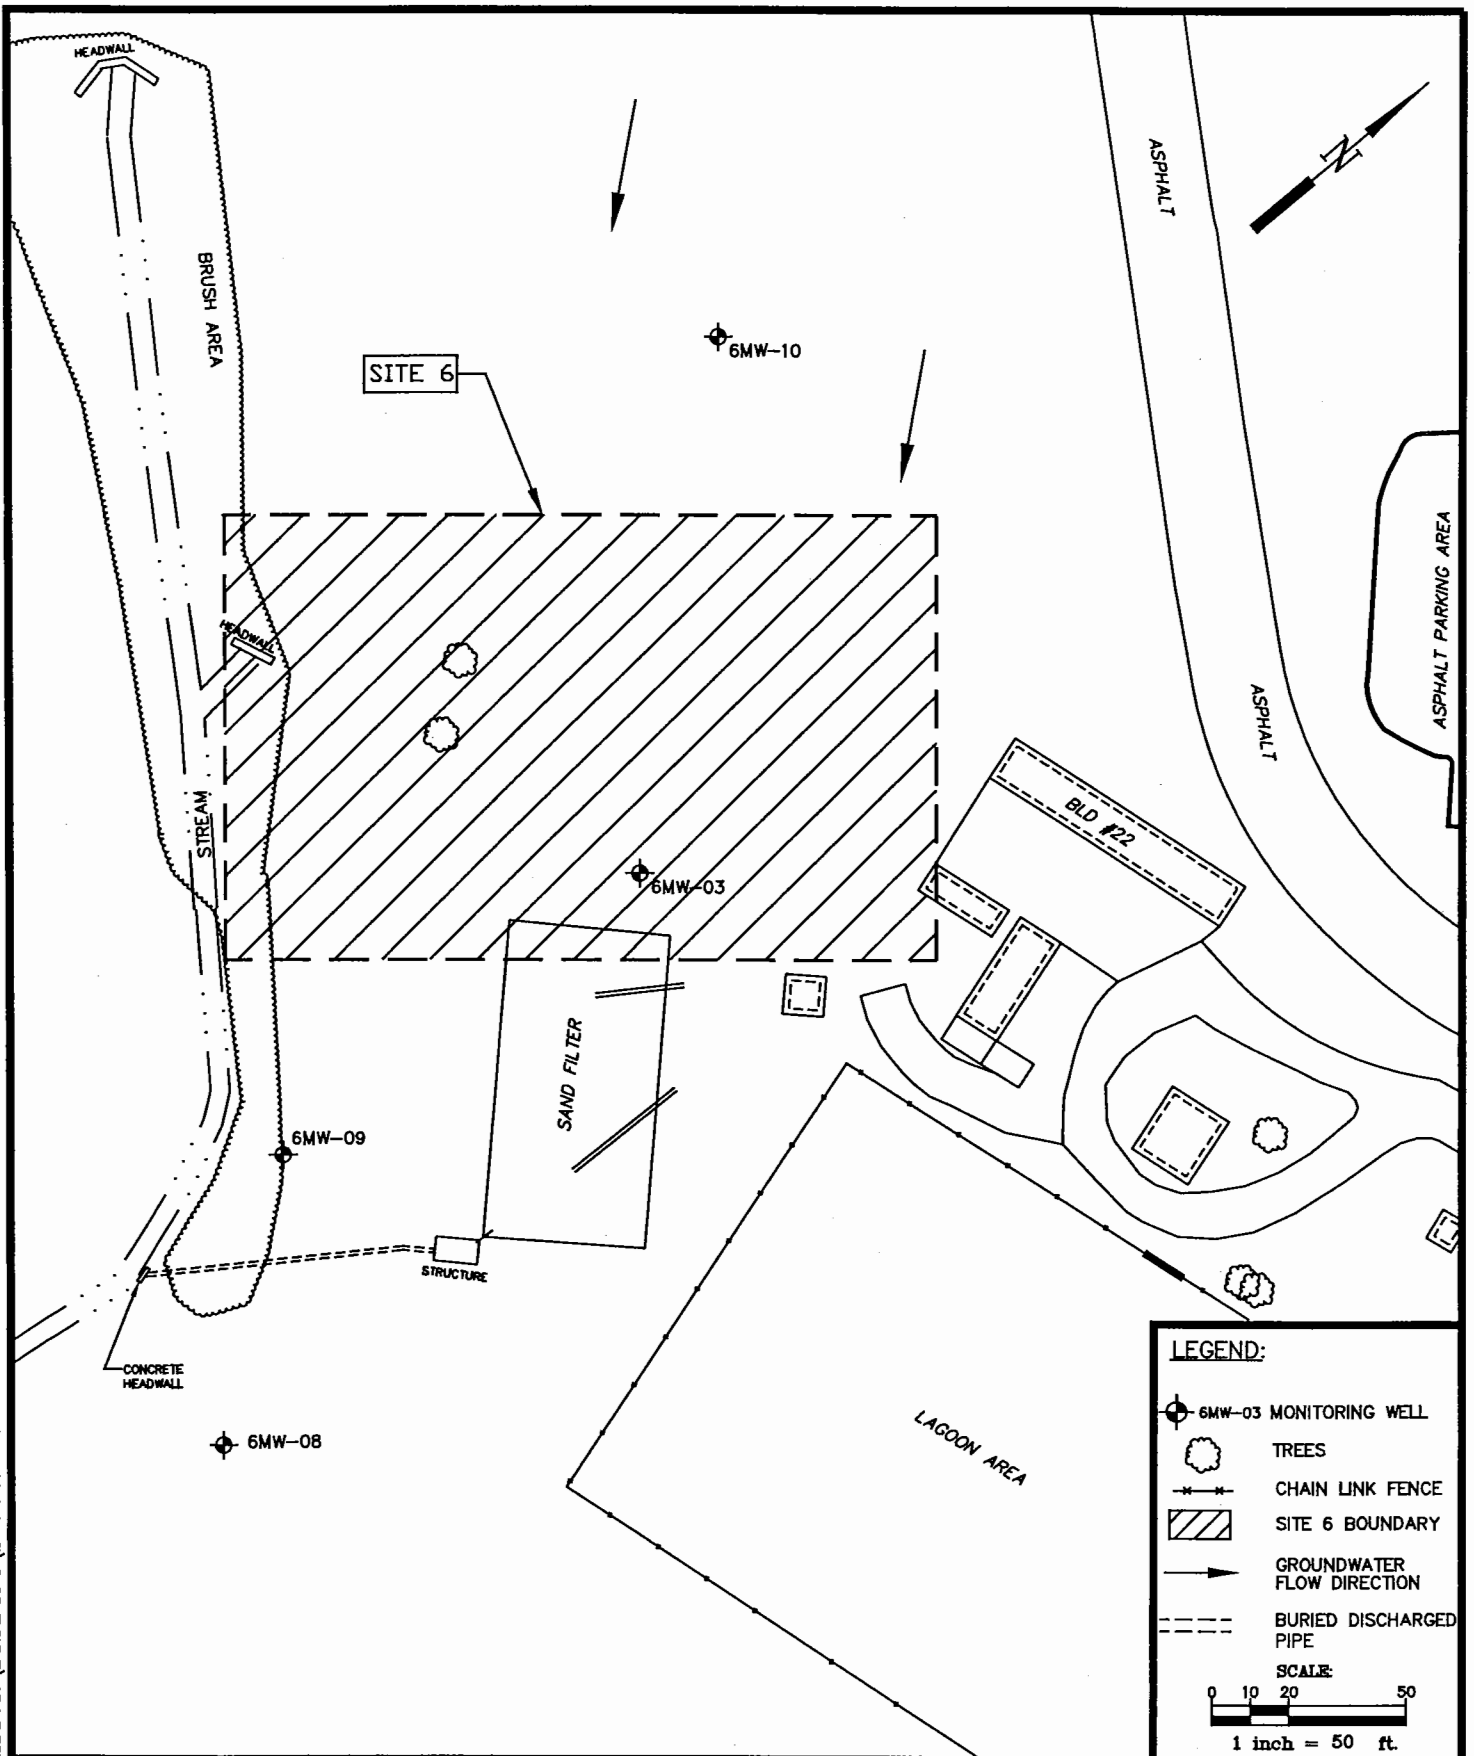 HEADWALL
N
ASPHALT
BRUSH AREA
6MW-10
SITE 6
ASPHALT PARKING AREA
HEADWALL
ASPHALT
STREAM
BLD #22
6MW-03
SAND FILTER
6MW-09
STRUCTURE
CONCRETE
HEADWALL
6MW-08
LAGOON AREA
LEGEND:
6MW-03 MONITORING WELL
TREES
CHAIN LINK FENCE
SITE 6 BOUNDARY
GROUNDWATER
FLOW DIRECTION
BURIED DISCHARGED
PIPE
SCALE:
0 10 20 50
1 inch = 50 ft.